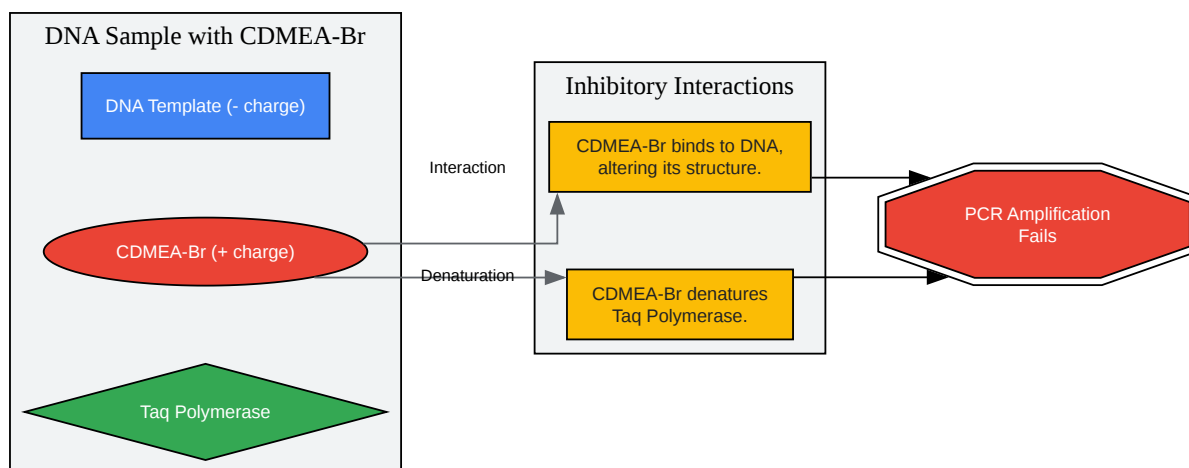 DNA Sample with CDMEA-Br
DNA Template (- charge)
CDMEA-Br (+ charge)
Taq Polymerase
Interaction
Denaturation
Inhibitory Interactions
CDMEA-Br binds to DNA,
altering its structure.
CDMEA-Br denatures
Taq Polymerase.
PCR Amplification
Fails